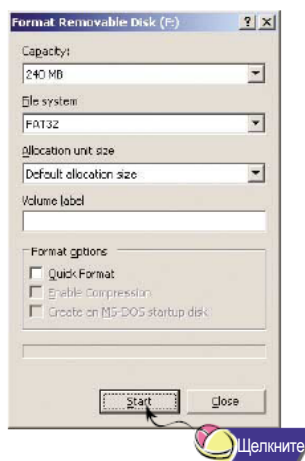 Format Removable Disk (F:)
Capacity:
240 MB
File system
FAT32
Allocation unit size
Default allocation size
Volume label
Format options
Quick Format
Enable Compression
Create an MS-DOS startup disk
Start
Close
Щелкните